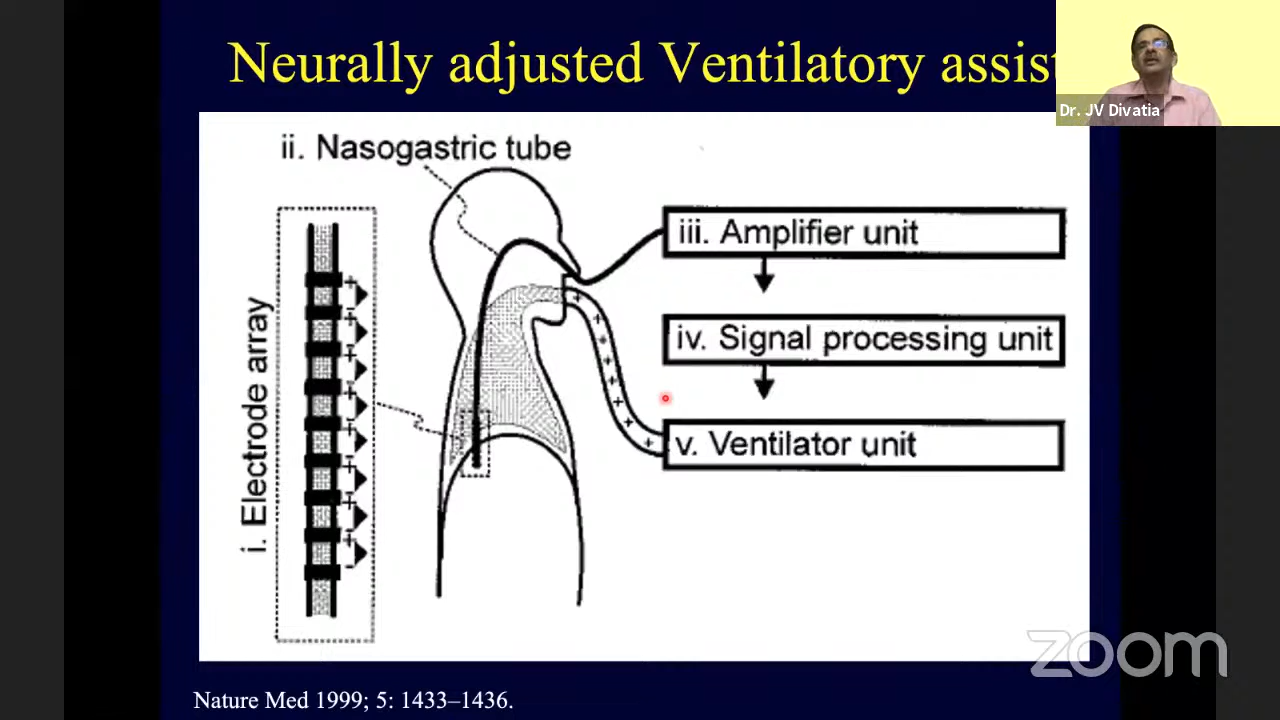 Neurally adjusted Ventilatory assist
Dr. JV Divatia
ii. Nasogastric tube
i. Electrode array
iii. Amplifier unit
iv. Signal processing unit
v. Ventilator unit
zoom
Nature Med 1999; 5: 1433–1436.